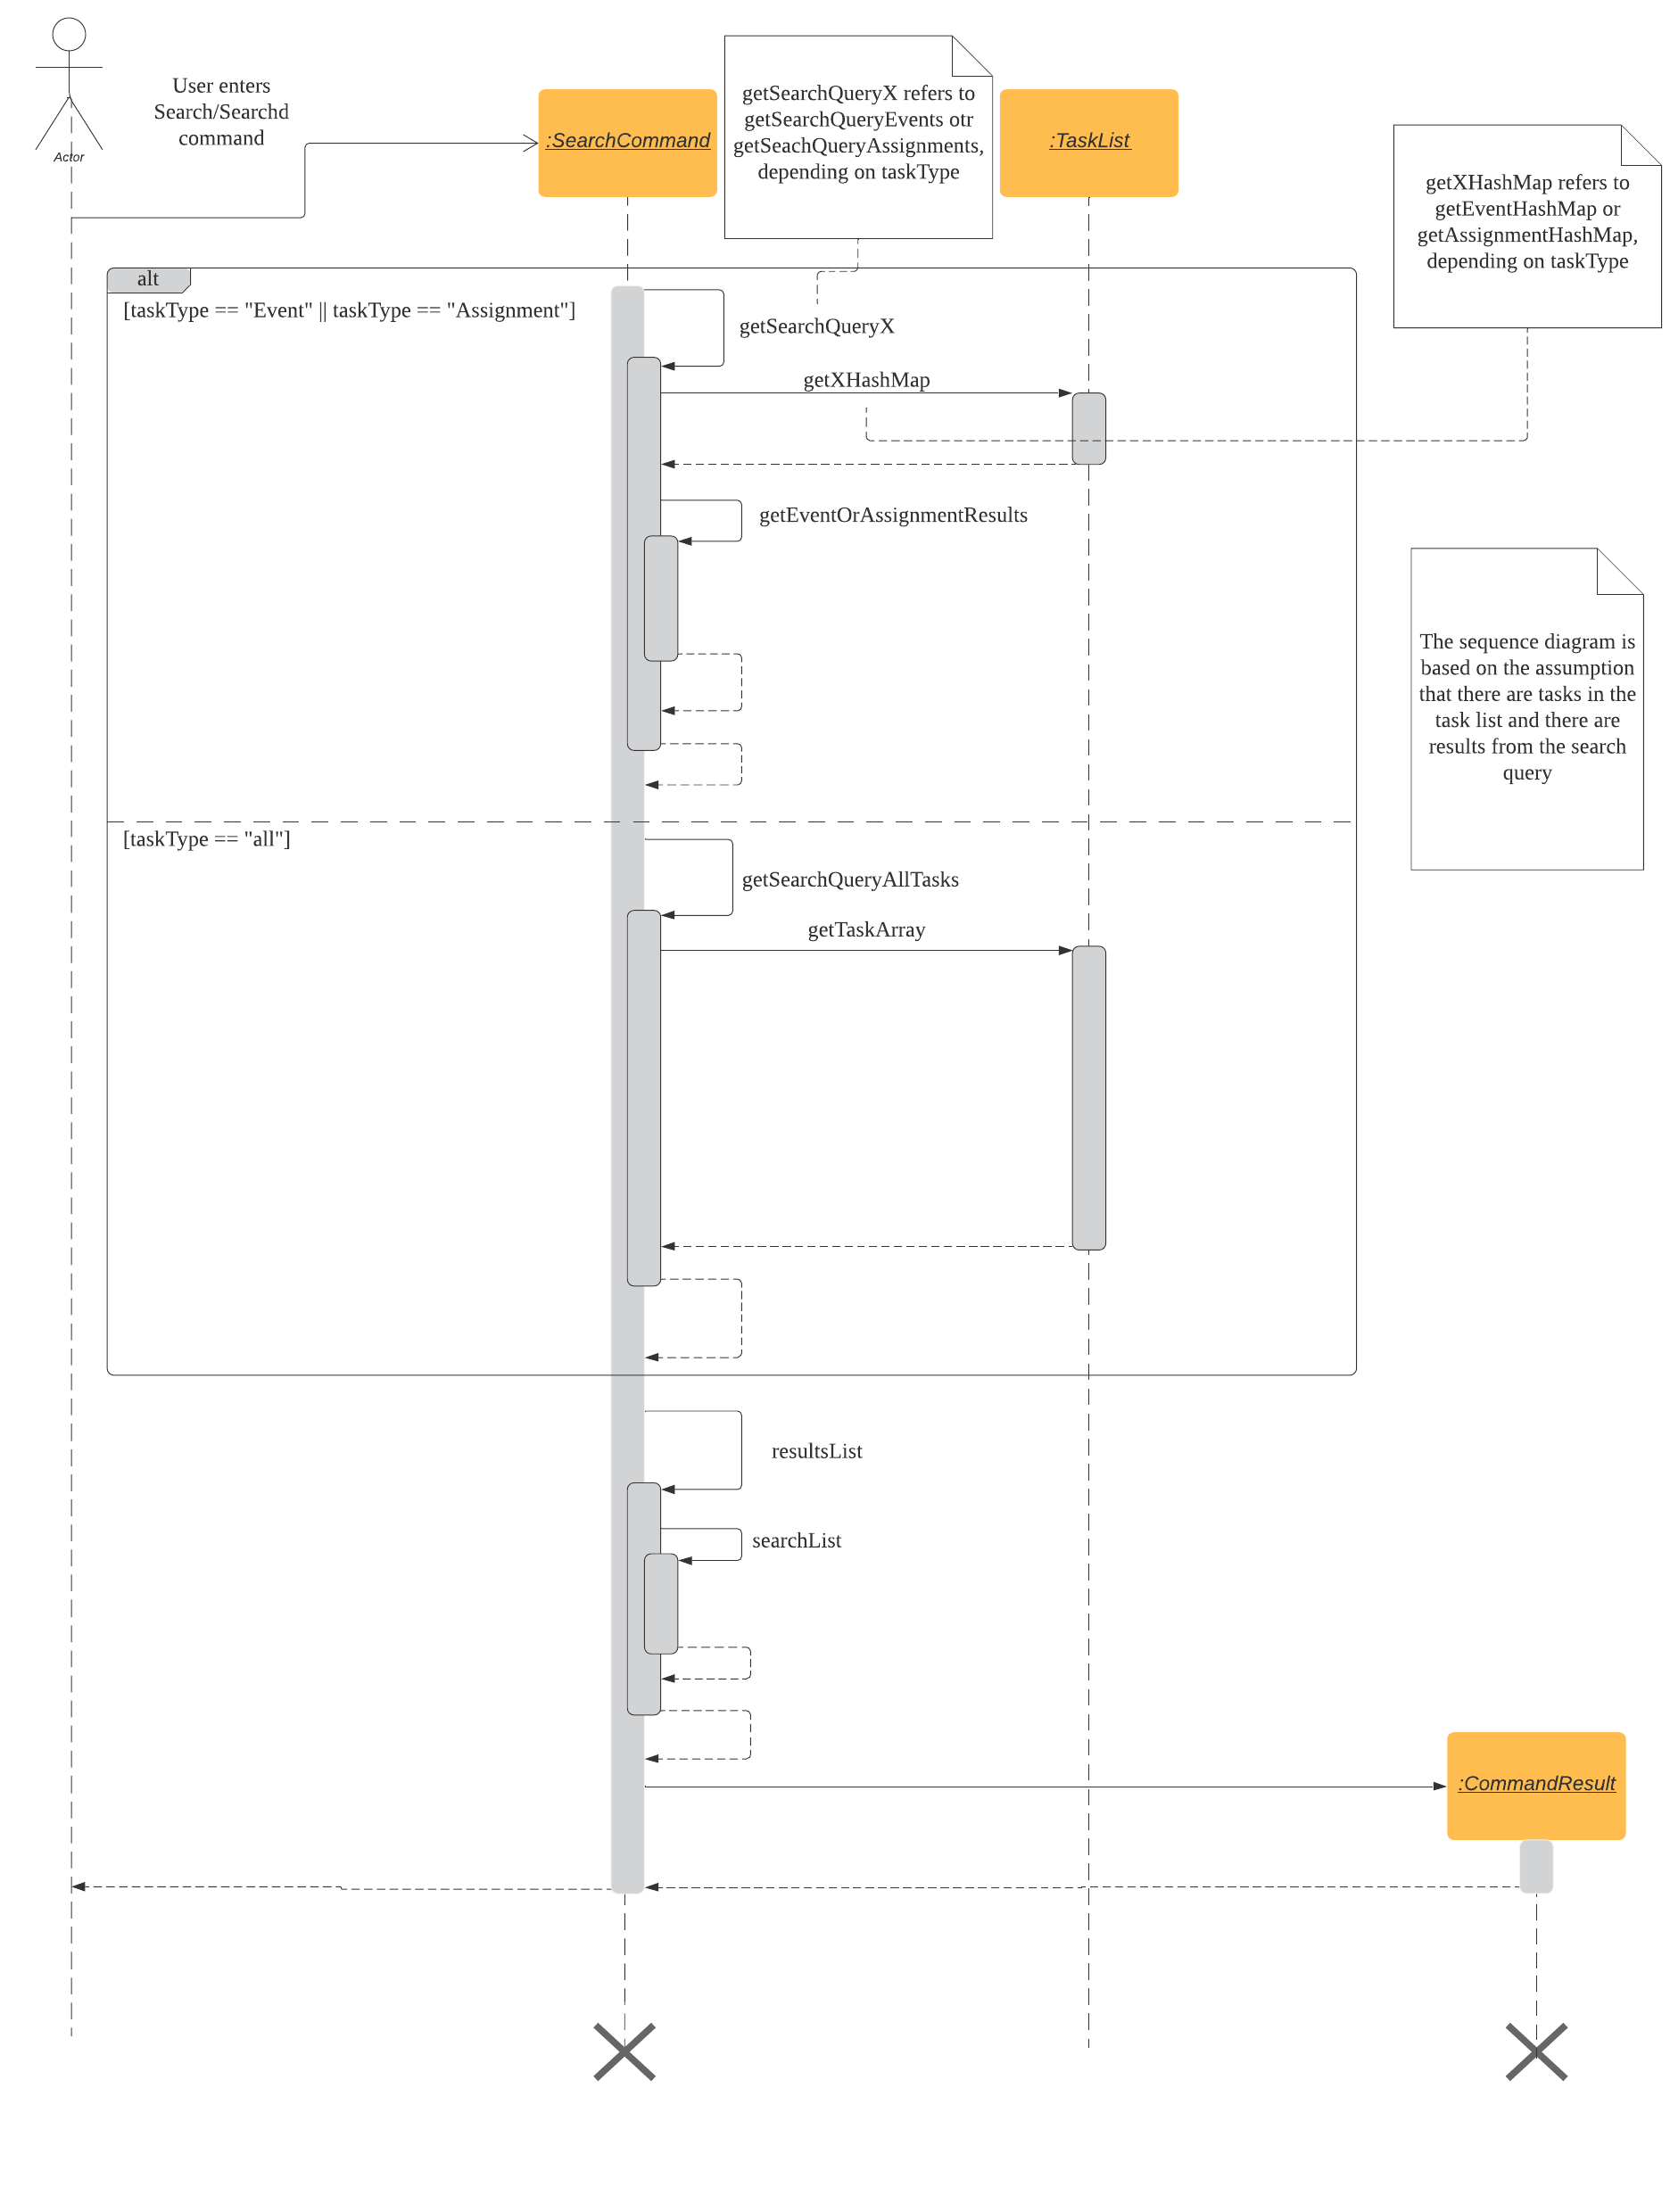 Actor
User enters
Search/Searchd
command
:SearchCommand
getSearchQueryX refers to
getSearchQueryEvents otr
getSeachQueryAssignments,
depending on taskType
:TaskList
getXHashMap refers to
getEventHashMap or
getAssignmentHashMap,
depending on taskType
alt
[taskType == "Event" || taskType == "Assignment"]
getSearchQueryX
getXHashMap
getEventOrAssignmentResults
The sequence diagram is
based on the assumption
that there are tasks in the
task list and there are
results from the search
query
[taskType == "all"]
getSearchQueryAllTasks
getTaskArray
resultsList
searchList
:CommandResult